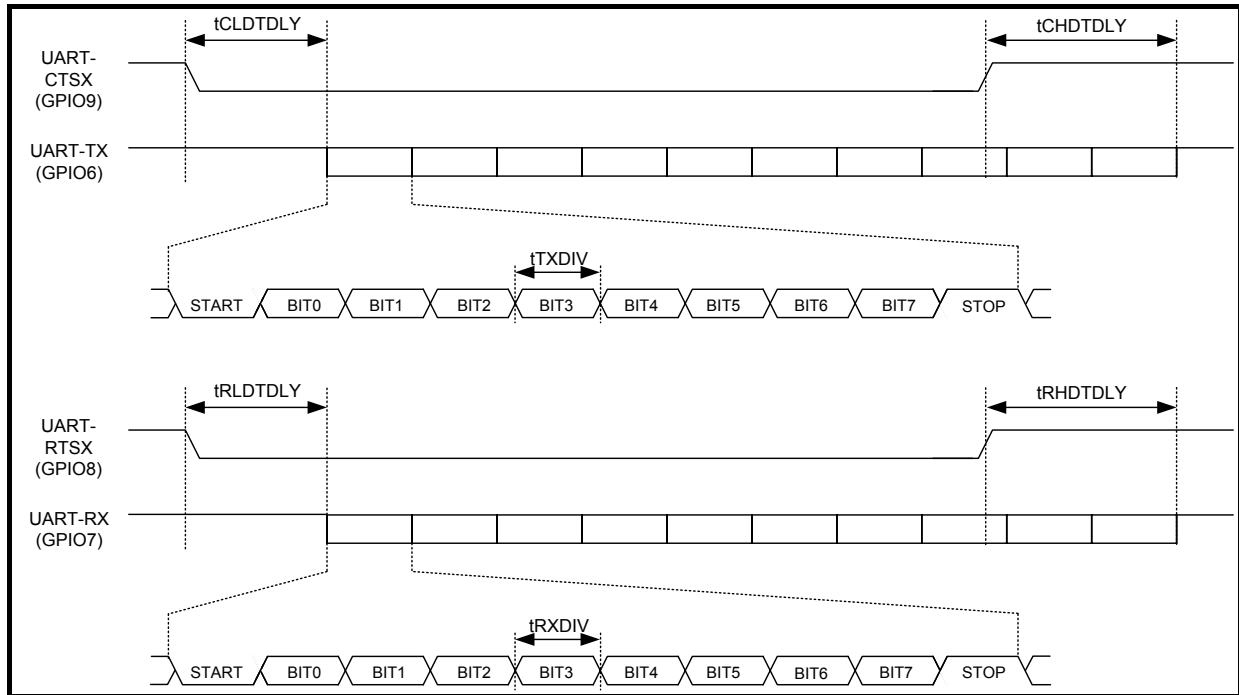 tCLDTDLY
tCHDTDLY
UART-
CTSX
(GPIO9)
UART-TX
(GPIO6)
tTXDIV
START BIT0 BIT1 BIT2 BIT3 BIT4 BIT5 BIT6 BIT7 STOP
tRLDTDLY
tRHDTDLY
UART-
RTSX
(GPIO8)
UART-RX
(GPIO7)
tRXDIV
START BIT0 BIT1 BIT2 BIT3 BIT4 BIT5 BIT6 BIT7 STOP